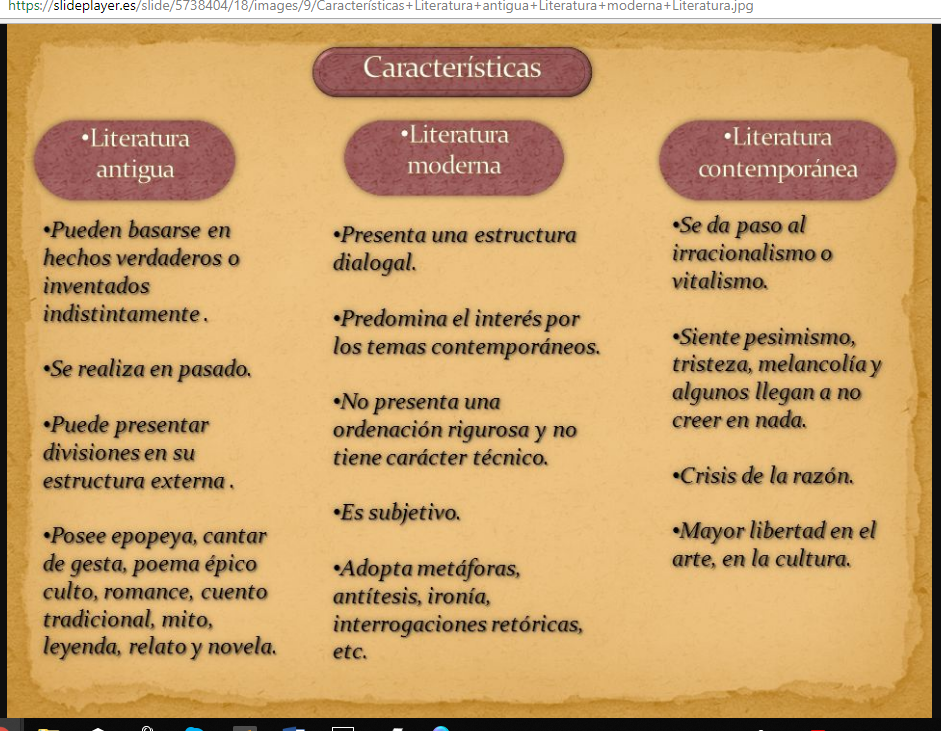 https://slideplayer.es/slide/5738404/18/images/9/Características+Literatura+antigua+Literatura+moderna+Literatura.jpg
Características
•Literatura
antigua
•Pueden basarse en
hechos verdaderos o
inventados
indistintamente .
•Se realiza en pasado.
•Puede presentar
divisiones en su
estructura externa .
•Posee epopeya, cantar
de gesta, poema épico
culto, romance, cuento
tradicional, mito,
leyenda, relato y novela.
•Literatura
moderna
•Presenta una estructura
dialogal.
•Predomina el interés por
los temas contemporáneos.
•No presenta una
ordenación rigurosa y no
tiene carácter técnico.
•Es subjetivo.
•Adopta metáforas,
antítesis, ironía,
interrogaciones retóricas,
etc.
•Literatura
contemporánea
•Se da paso al
irracionalismo o
vitalismo.
•Siente pesimismo,
tristeza, melancolía y
algunos llegan a no
creer en nada.
•Crisis de la razón.
•Mayor libertad en el
arte, en la cultura.